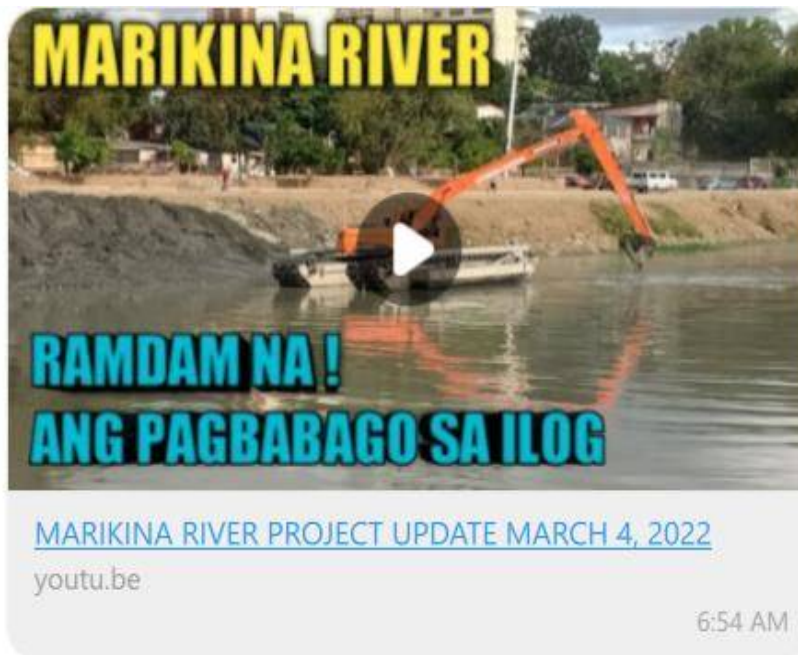 MARIKINA RIVER
RAMDAM NA !
ANG PAGBABAGO SA ILOG
MARIKINA RIVER PROJECT UPDATE MARCH 4, 2022
youtu.be
6:54 AM